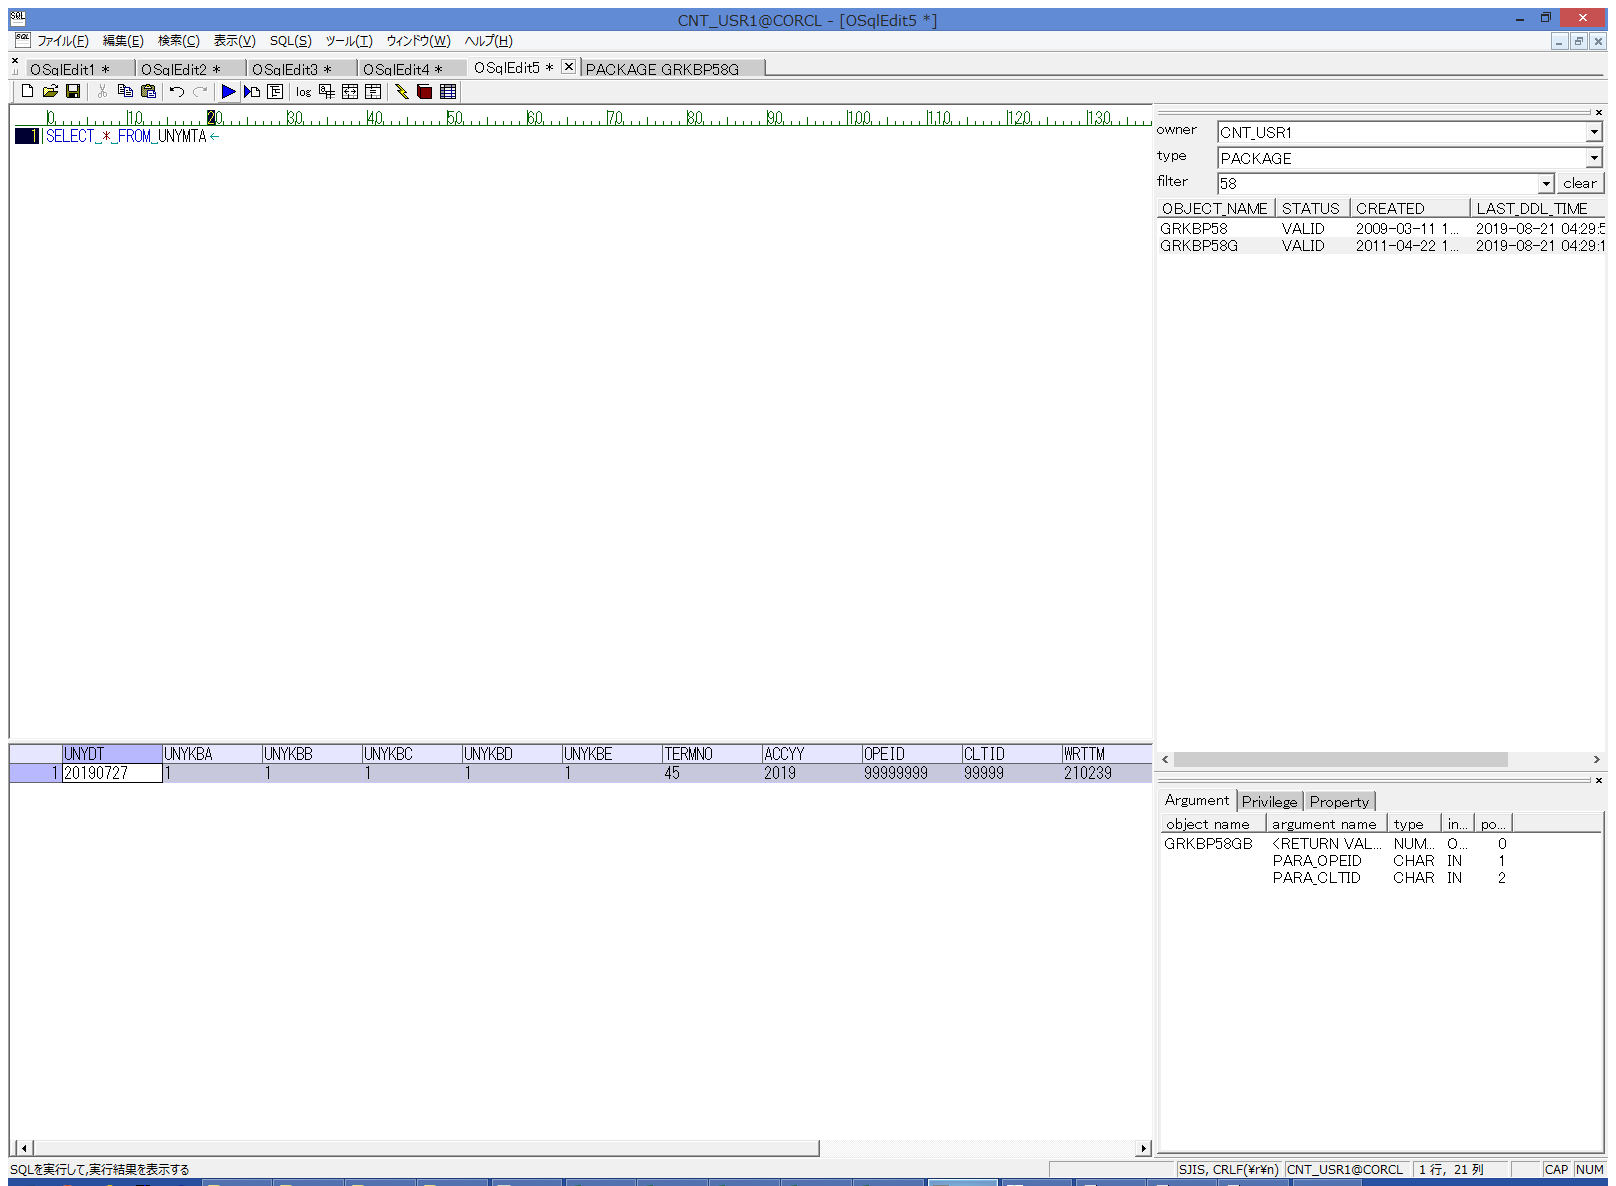 CNT_USR1@CORCL - [OSqlEdit5 *]
ファイル(F) 編集(E) 検索(C) 表示(V) SQL(S) ツール(T) ウィンドウ(W) ヘルプ(H)
OSqlEdit1 * OSqlEdit2 * OSqlEdit3 * OSqlEdit4 * OSqlEdit5 * PACKAGE GRKBP58G
log
0 10 20 30 40 50 60 70 80 90 100 110 120 130
1 SELECT_*_FROM_UNYMTA←
owner CNT_USR1
type PACKAGE
filter 58 clear
OBJECT_NAME STATUS CREATED LAST_DDL_TIME
GRKBP58 VALID 2009-03-11 1... 2019-08-21 04:29:5
GRKBP58G VALID 2011-04-22 1... 2019-08-21 04:29:1
UNYDT UNYKBA UNYKBB UNYKBC UNYKBD UNYKBE TERMNO ACCYY OPEID CLTID WRTTM
1 20190727 1 1 1 1 1 45 2019 99999999 99999 210239
Argument Privilege Property
object name argument name type in... po...
GRKBP58GB <RETURN VAL... NUM... O... 0
PARA_OPEID CHAR IN 1
PARA_CLTID CHAR IN 2
SQLを実行して,実行結果を表示する
SJIS, CRLF(¥r¥n) CNT_USR1@CORCL 1 行, 21 列 CAP NUM